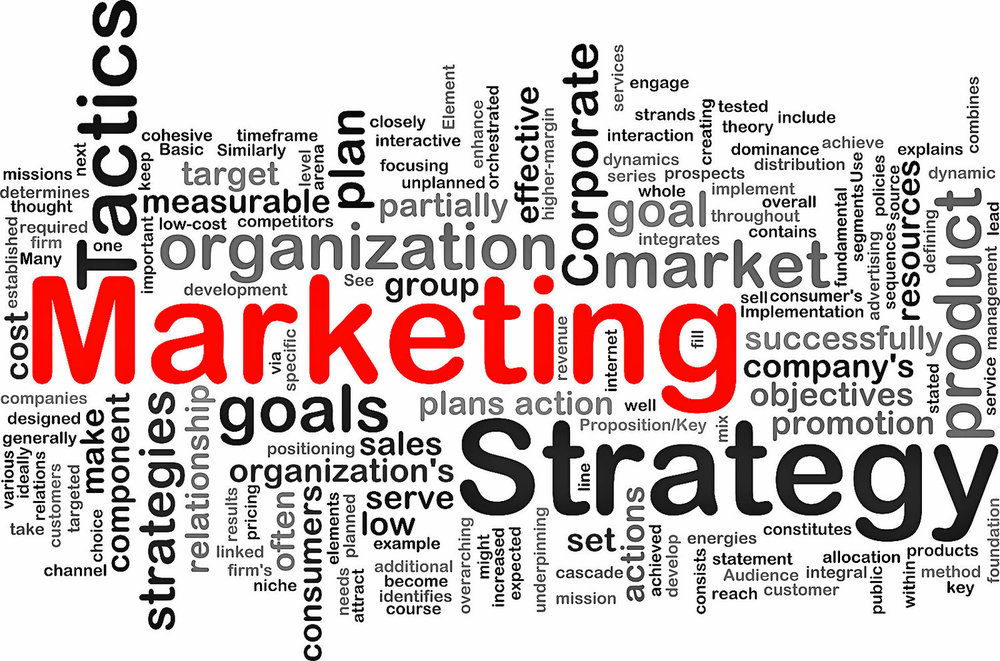 Tactics
Corporate
services
engage
combines
next
cohesive
timeframe
plan
closely
Element
effective
strands
creating
tested
include
Basic
Similarly
level
arena
interactive
enhance
orchestrated
higher-margin
interaction
theory
missions
keep
target
focusing
dominance
achieve
explains
determines
measurable
unplanned
dynamics
distribution
dynamic
thought
low-cost
competitors
partially
series
prospects
Use
source
policies
required
important
organization
goal
whole
implement
overall
segments
sequences
resources
established
firm
one
throughout
contains
fundamental
advertising
defining
Many
integrates
market
product
lead
management
service
development
See
group
sell
consumer's
Implementation
cost
Marketing
via
specific
revenue
internet
fill
successfully
company's
stated
companies
goals
plans action
well
objectives
designed
make
component
strategies
relationship
Proposition/Key
mix
promotion
generally
positioning
sales
Strategy
various
ideally
relations
customers
targeted
organization's
line
take
choice
results
pricing
often
consumers
elements
planned
serve
low
overarching
might
increased
expected
underpinning
set
actions
achieved
develop
energies
constitutes
foundation
linked
example
consists
statement
allocation
products
channel
firm's
additional
cascade
Audience
integral
public
within
method
niche
needs
attract
become
identifies
course
mission
reach
customer
key